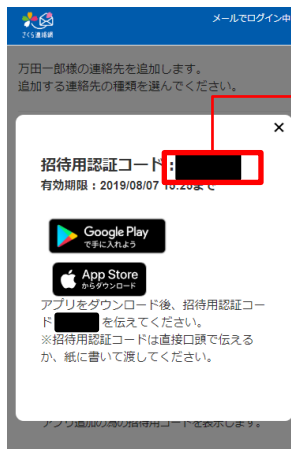 さくら連絡網
メールでログイン中
万田一郎様の連絡先を追加します。
追加する連絡先の種類を選んでください。
×
招待用認証コード：
有効期限：2019/08/07 10:25まで
Google Play
で手に入れよう
App Store
からダウンロード
アプリをダウンロード後、招待用認証コー
ド を伝えてください。
※招待用認証コードは直接口頭で伝える
か、紙に書いて渡してください。
アプリ追加の為の招待用コードを表示します。